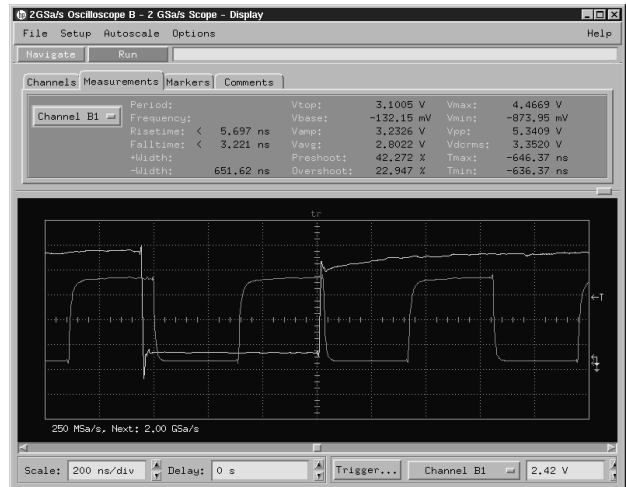 2GSa/s Oscilloscope B - 2 GSa/s Scope - Display
File Setup Autoscale Options Help
Navigate Run
Channels Measurements Markers Comments
Channel B1
Period: Vtop: 3.1005 V Vmax: 4.4669 V
Frequency: Vbase: -132.15 mV Vmin: -873.95 mV
Risetime: < 5.697 ns Vamp: 3.2326 V Vpp: 5.3409 V
Falltime: < 3.221 ns Vavg: 2.8022 V Vdcrms: 3.3520 V
+Width: Preshoot: 42.272 % Tmax: -646.37 ns
-Width: 651.62 ns Overshoot: 22.947 % Tmin: -636.37 ns
tr
T
250 MSa/s, Next: 2.00 GSa/s
Scale: 200 ns/div Delay: 0 s Trigger... Channel B1 2.42 V